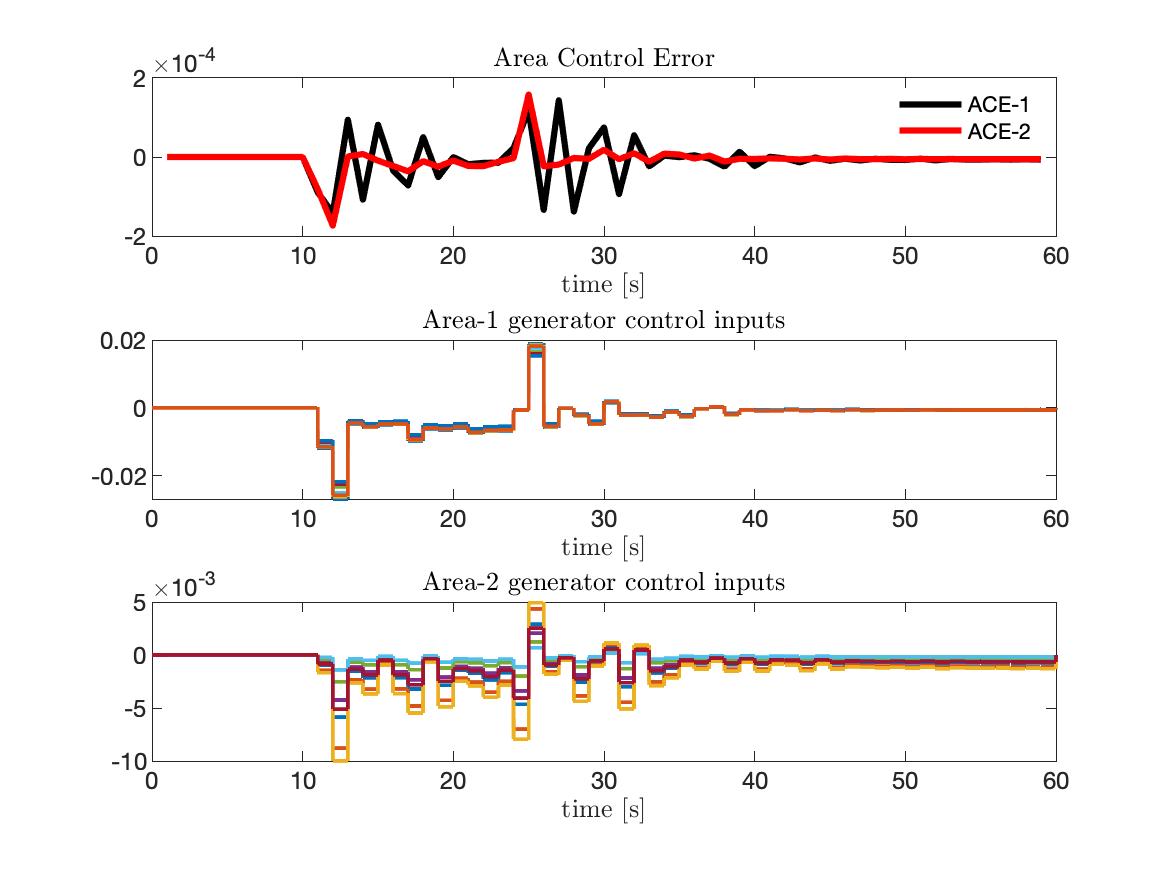 Area Control Error
×10-4
2
0
-2
ACE-1
ACE-2
0 10 20 30 40 50 60
time [s]
Area-1 generator control inputs
0.02
0
-0.02
0 10 20 30 40 50 60
time [s]
Area-2 generator control inputs
×10-3
5
0
-5
-10
0 10 20 30 40 50 60
time [s]